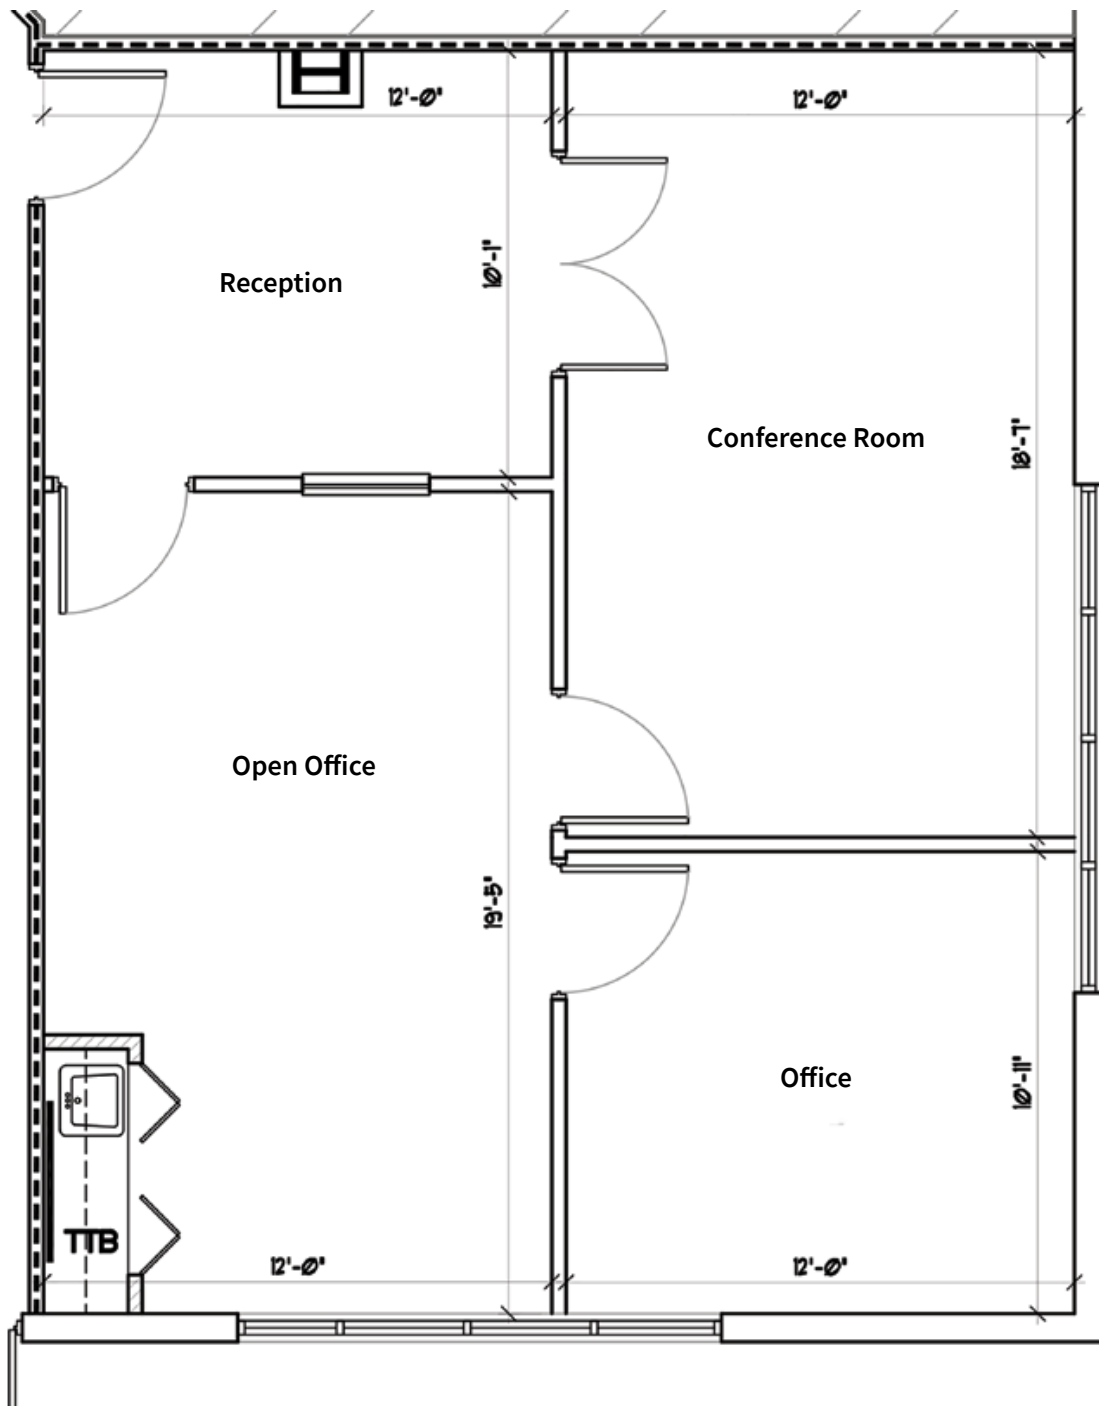 12'-0"
12'-0"
10'-1"
Reception
Conference Room
18'-7"
Open Office
19'-5"
Office
10'-11"
TTB
12'-0"
12'-0"